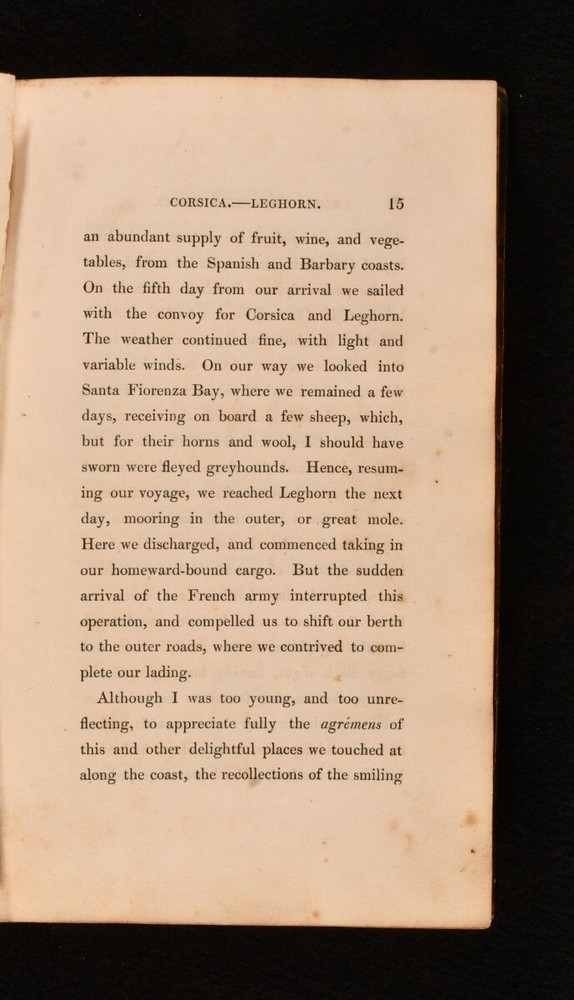 CORSICA.—LEGHORN. 15
an abundant supply of fruit, wine, and vege-
tables, from the Spanish and Barbary coasts.
On the fifth day from our arrival we sailed
with the convoy for Corsica and Leghorn.
The weather continued fine, with light and
variable winds. On our way we looked into
Santa Fiorenza Bay, where we remained a few
days, receiving on board a few sheep, which,
but for their horns and wool, I should have
sworn were fleyed greyhounds. Hence, resum-
ing our voyage, we reached Leghorn the next
day, mooring in the outer, or great mole.
Here we discharged, and commenced taking in
our homeward-bound cargo. But the sudden
arrival of the French army interrupted this
operation, and compelled us to shift our berth
to the outer roads, where we contrived to com-
plete our lading.
Although I was too young, and too unre-
flecting, to appreciate fully the agrémens of
this and other delightful places we touched at
along the coast, the recollections of the smiling